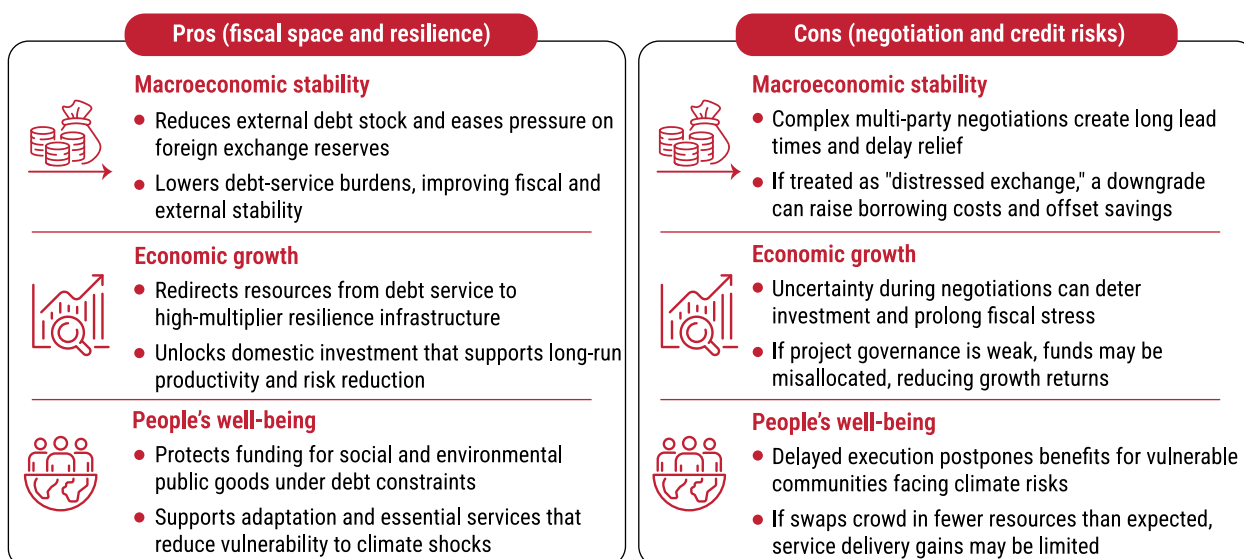 Pros (fiscal space and resilience)
Macroeconomic stability
• Reduces external debt stock and eases pressure on
foreign exchange reserves
• Lowers debt-service burdens, improving fiscal and
external stability
Economic growth
• Redirects resources from debt service to
high-multiplier resilience infrastructure
• Unlocks domestic investment that supports long-run
productivity and risk reduction
People's well-being
• Protects funding for social and environmental
public goods under debt constraints
• Supports adaptation and essential services that
reduce vulnerability to climate shocks
Cons (negotiation and credit risks)
Macroeconomic stability
• Complex multi-party negotiations create long lead
times and delay relief
• If treated as "distressed exchange," a downgrade
can raise borrowing costs and offset savings
Economic growth
• Uncertainty during negotiations can deter
investment and prolong fiscal stress
• If project governance is weak, funds may be
misallocated, reducing growth returns
People's well-being
• Delayed execution postpones benefits for vulnerable
communities facing climate risks
• If swaps crowd in fewer resources than expected,
service delivery gains may be limited